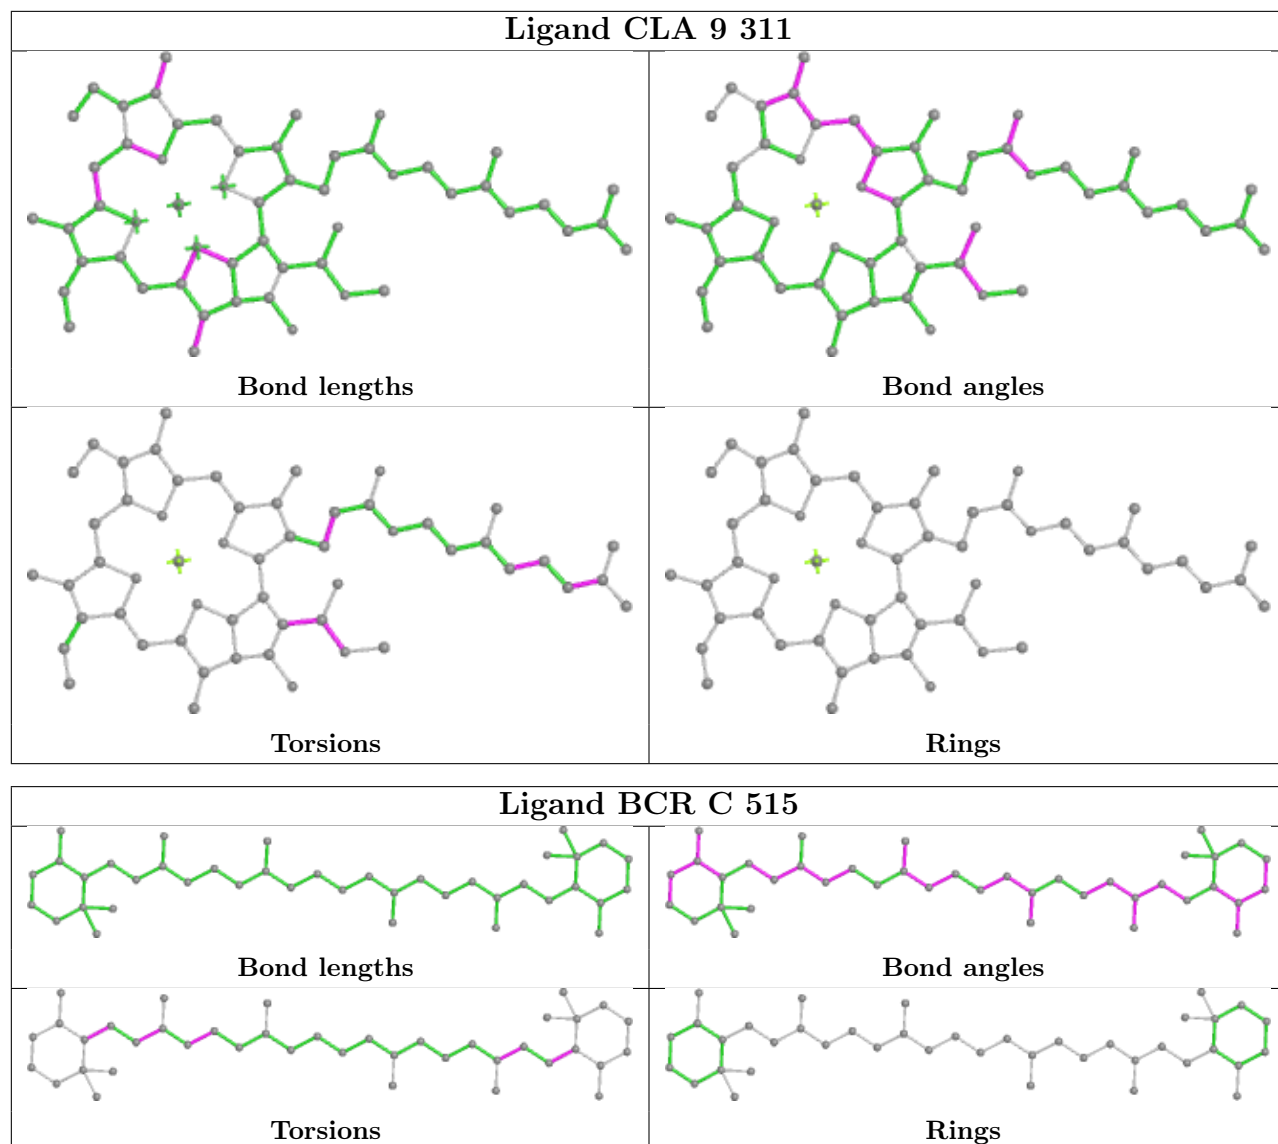 Ligand CLA 9 311
Bond lengths
Bond angles
Torsions
Rings
Ligand BCR C 515
Bond lengths
Bond angles
Torsions
Rings